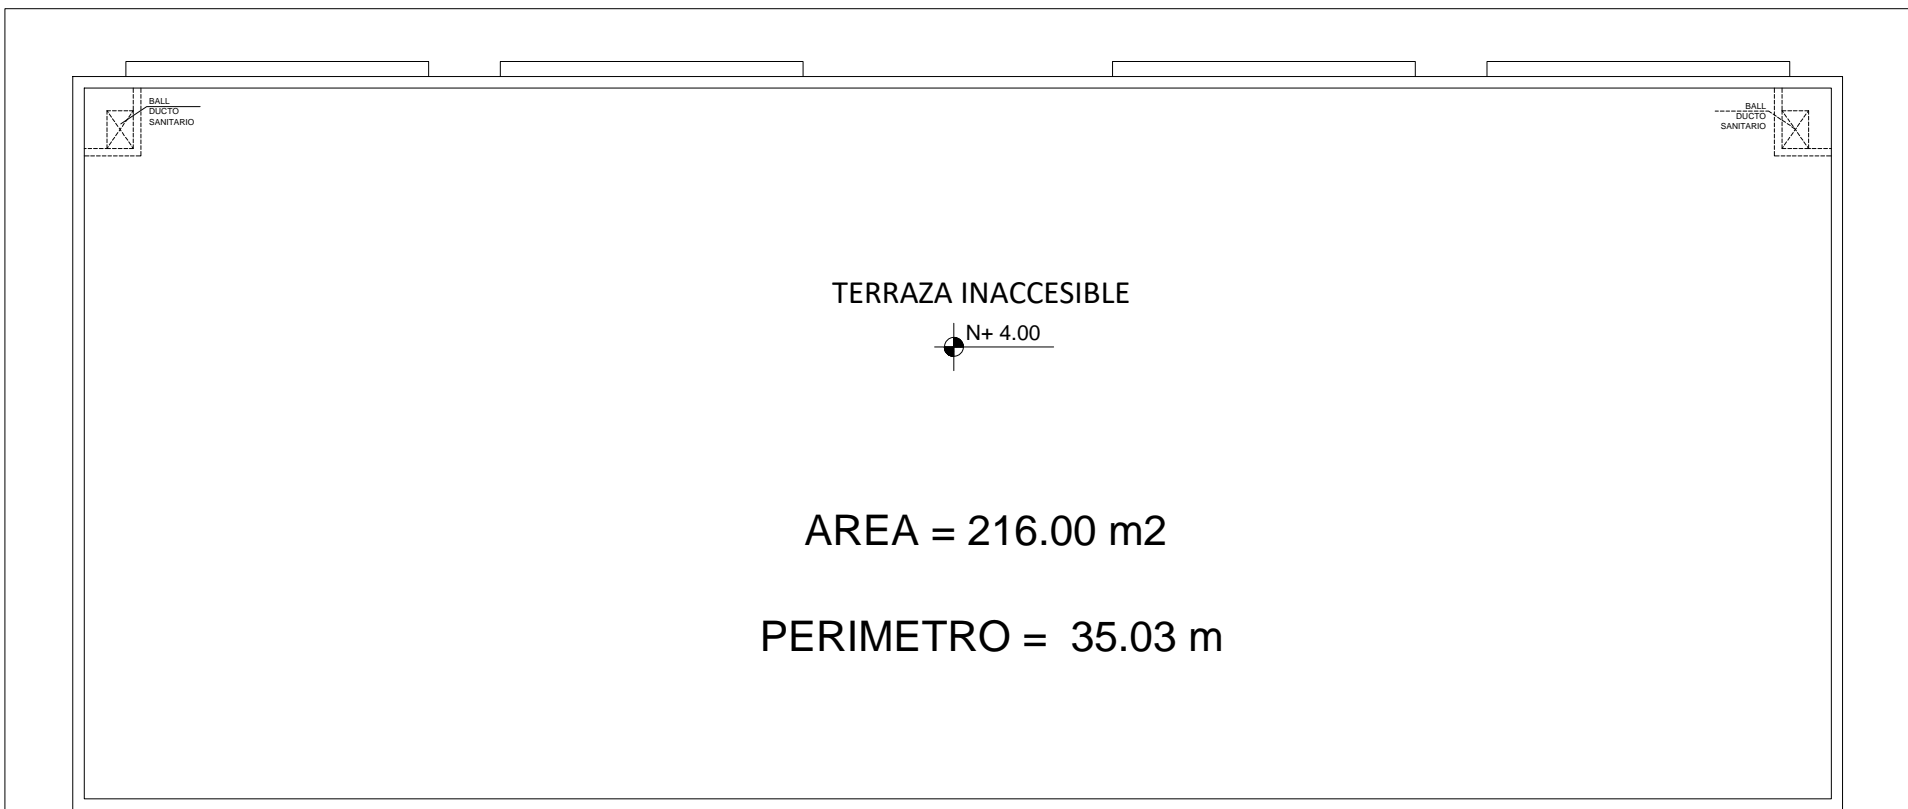 BALL
DUCTO
SANITARIO
BALL
DUCTO
SANITARIO
TERRAZA INACCESIBLE
N+ 4.00
AREA = 216.00 m2
PERIMETRO = 35.03 m